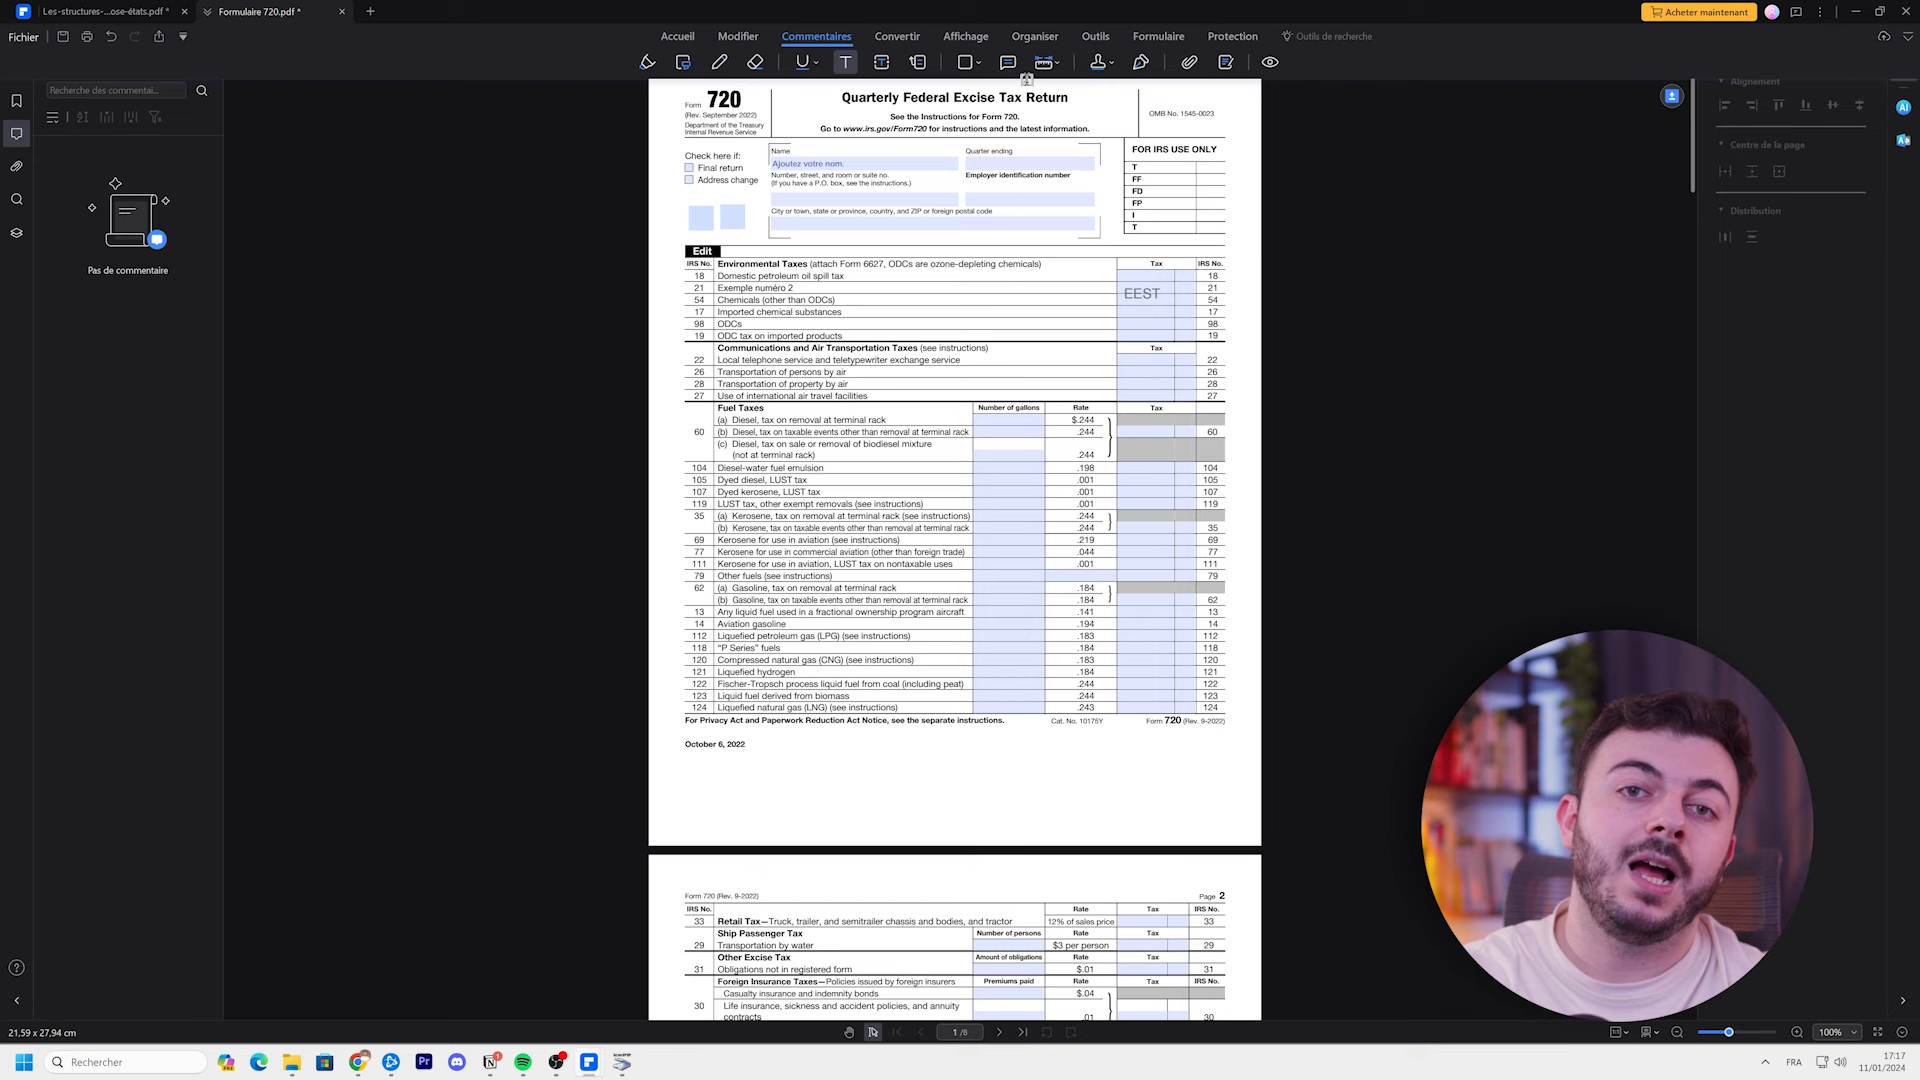 Les-structures-...ose-états.pdf *
Formulaire 720.pdf *
Acheter maintenant
Fichier
Accueil
Modifier
Commentaires
Convertir
Affichage
Organiser
Outils
Formulaire
Protection
Outils de recherche
Recherche des commentai...
Pas de commentaire
Alignement
Centre de la page
Distribution
Form 720
(Rev. September 2022)
Department of the Treasury
Internal Revenue Service
Quarterly Federal Excise Tax Return
See the Instructions for Form 720.
Go to www.irs.gov/Form720 for instructions and the latest information.
OMB No. 1545-0023
Check here if:
Final return
Address change
Name
Quarter ending
Ajoutez votre nom.
Number, street, and room or suite no.
(If you have a P.O. box, see the instructions.)
Employer identification number
City or town, state or province, country, and ZIP or foreign postal code
FOR IRS USE ONLY
T
FF
FD
FP
I
T
Edit
IRS No. Environmental Taxes (attach Form 6627, ODCs are ozone-depleting chemicals) Tax IRS No.
18 Domestic petroleum oil spill tax 18
21 Exemple numéro 2 21
EEST
54 Chemicals (other than ODCs) 54
17 Imported chemical substances 17
98 ODCs 98
19 ODC tax on imported products 19
Communications and Air Transportation Taxes (see instructions) Tax
22 Local telephone service and teletypewriter exchange service 22
26 Transportation of persons by air 26
28 Transportation of property by air 28
27 Use of international air travel facilities 27
Fuel Taxes Number of gallons Rate Tax
(a) Diesel, tax on removal at terminal rack $.244
60 (b) Diesel, tax on taxable events other than removal at terminal rack .244 60
(c) Diesel, tax on sale or removal of biodiesel mixture
(not at terminal rack) .244
104 Diesel-water fuel emulsion .198 104
105 Dyed diesel, LUST tax .001 105
107 Dyed kerosene, LUST tax .001 107
119 LUST tax, other exempt removals (see instructions) .001 119
35 (a) Kerosene, tax on removal at terminal rack (see instructions) .244
(b) Kerosene, tax on taxable events other than removal at terminal rack .244 35
69 Kerosene for use in aviation (see instructions) .219 69
77 Kerosene for use in commercial aviation (other than foreign trade) .044 77
111 Kerosene for use in aviation, LUST tax on nontaxable uses .001 111
79 Other fuels (see instructions) 79
62 (a) Gasoline, tax on removal at terminal rack .184
(b) Gasoline, tax on taxable events other than removal at terminal rack .184 62
13 Any liquid fuel used in a fractional ownership program aircraft .141 13
14 Aviation gasoline .194 14
112 Liquefied petroleum gas (LPG) (see instructions) .183 112
118 “P Series” fuels .184 118
120 Compressed natural gas (CNG) (see instructions) .183 120
121 Liquefied hydrogen .184 121
122 Fischer-Tropsch process liquid fuel from coal (including peat) .244 122
123 Liquid fuel derived from biomass .244 123
124 Liquefied natural gas (LNG) (see instructions) .243 124
For Privacy Act and Paperwork Reduction Act Notice, see the separate instructions. Cat. No. 10175Y Form 720 (Rev. 9-2022)
October 6, 2022
Form 720 (Rev. 9-2022) Page 2
IRS No. Rate Tax IRS No.
33 Retail Tax—Truck, trailer, and semitrailer chassis and bodies, and tractor 12% of sales price 33
Ship Passenger Tax Number of persons Rate Tax
29 Transportation by water $3 per person 29
Other Excise Tax Amount of obligations Rate Tax
31 Obligations not in registered form $.01 31
Foreign Insurance Taxes—Policies issued by foreign insurers Premiums paid Rate Tax IRS No.
Casualty insurance and indemnity bonds $.04
30 Life insurance, sickness and accident policies, and annuity
contracts .01 30
21,59 x 27,94 cm
1 /8
100%
Rechercher
FRA
17:17
11/01/2024